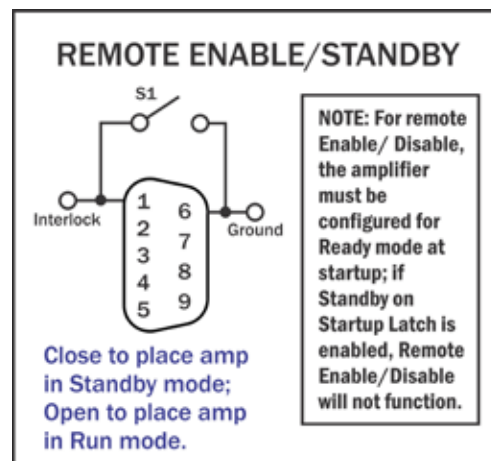 REMOTE ENABLE/STANDBY
S1
Interlock
1
2
3
4
5
6
7
8
9
Ground
Close to place amp
in Standby mode;
Open to place amp
in Run mode.
NOTE: For remote
Enable/ Disable,
the amplifier
must be
configured for
Ready mode at
startup; if
Standby on
Startup Latch is
enabled, Remote
Enable/Disable
will not function.